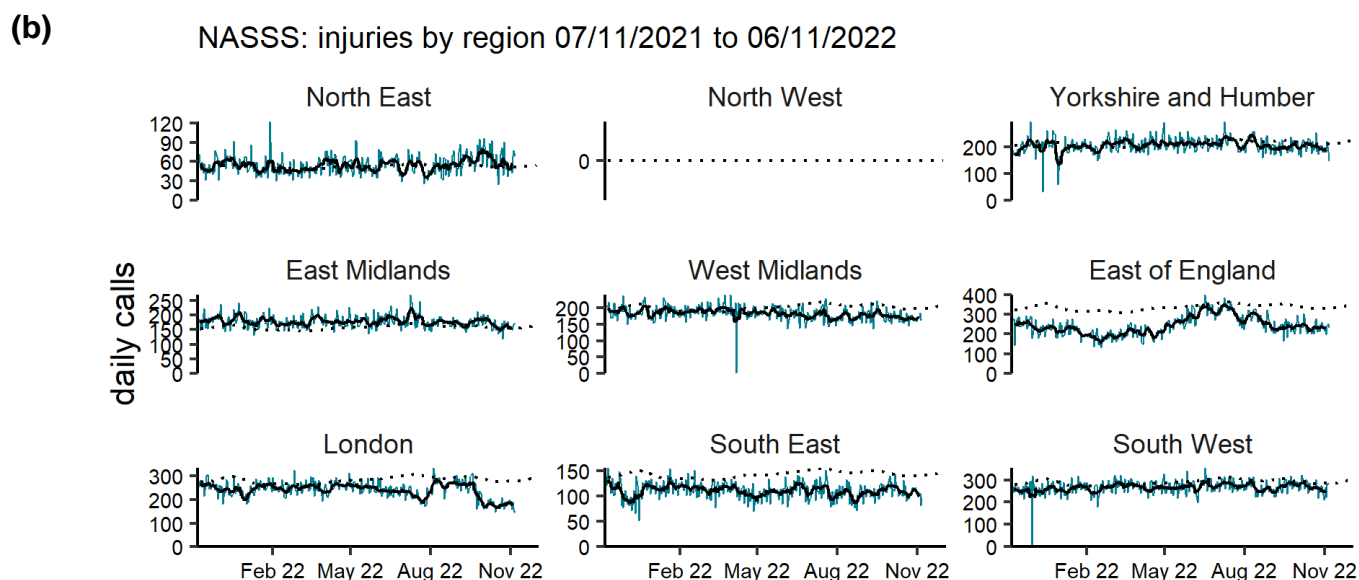 (b)
NASSS: injuries by region 07/11/2021 to 06/11/2022
daily calls
North East
120
90
60
30
0
North West
0
Yorkshire and Humber
200
100
0
East Midlands
250
200
150
100
50
0
West Midlands
200
150
100
50
0
East of England
400
300
200
100
0
London
300
200
100
0
Feb 22 May 22 Aug 22 Nov 22
South East
150
100
50
0
Feb 22 May 22 Aug 22 Nov 22
South West
300
200
100
0
Feb 22 May 22 Aug 22 Nov 22